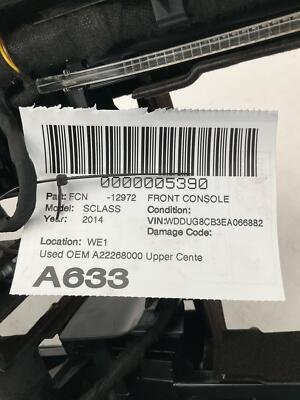 0000005390
Part: FCN -12972 FRONT CONSOLE
Model: SCLASS Condition:
Year: 2014 VIN:WDDUG8CB3EA066882
Damage Code:
Location: WE1
Used OEM A22268000 Upper Cente
A633